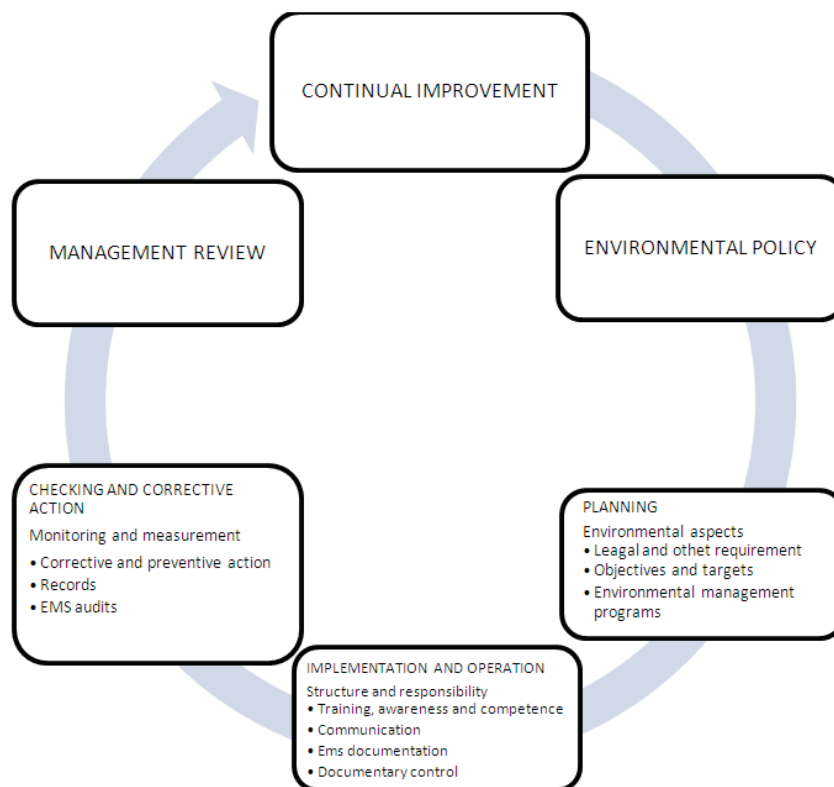 CONTINUAL IMPROVEMENT
ENVIRONMENTAL POLICY
PLANNING
Environmental aspects
• Leagal and othet requirement
• Objectives and targets
• Environmental management
programs
IMPLEMENTATION AND OPERATION
Structure and responsibility
• Training, awareness and competence
• Communication
• Ems documentation
• Documentary control
CHECKING AND CORRECTIVE
ACTION
Monitoring and measurement
• Corrective and preventive action
• Records
• EMS audits
MANAGEMENT REVIEW